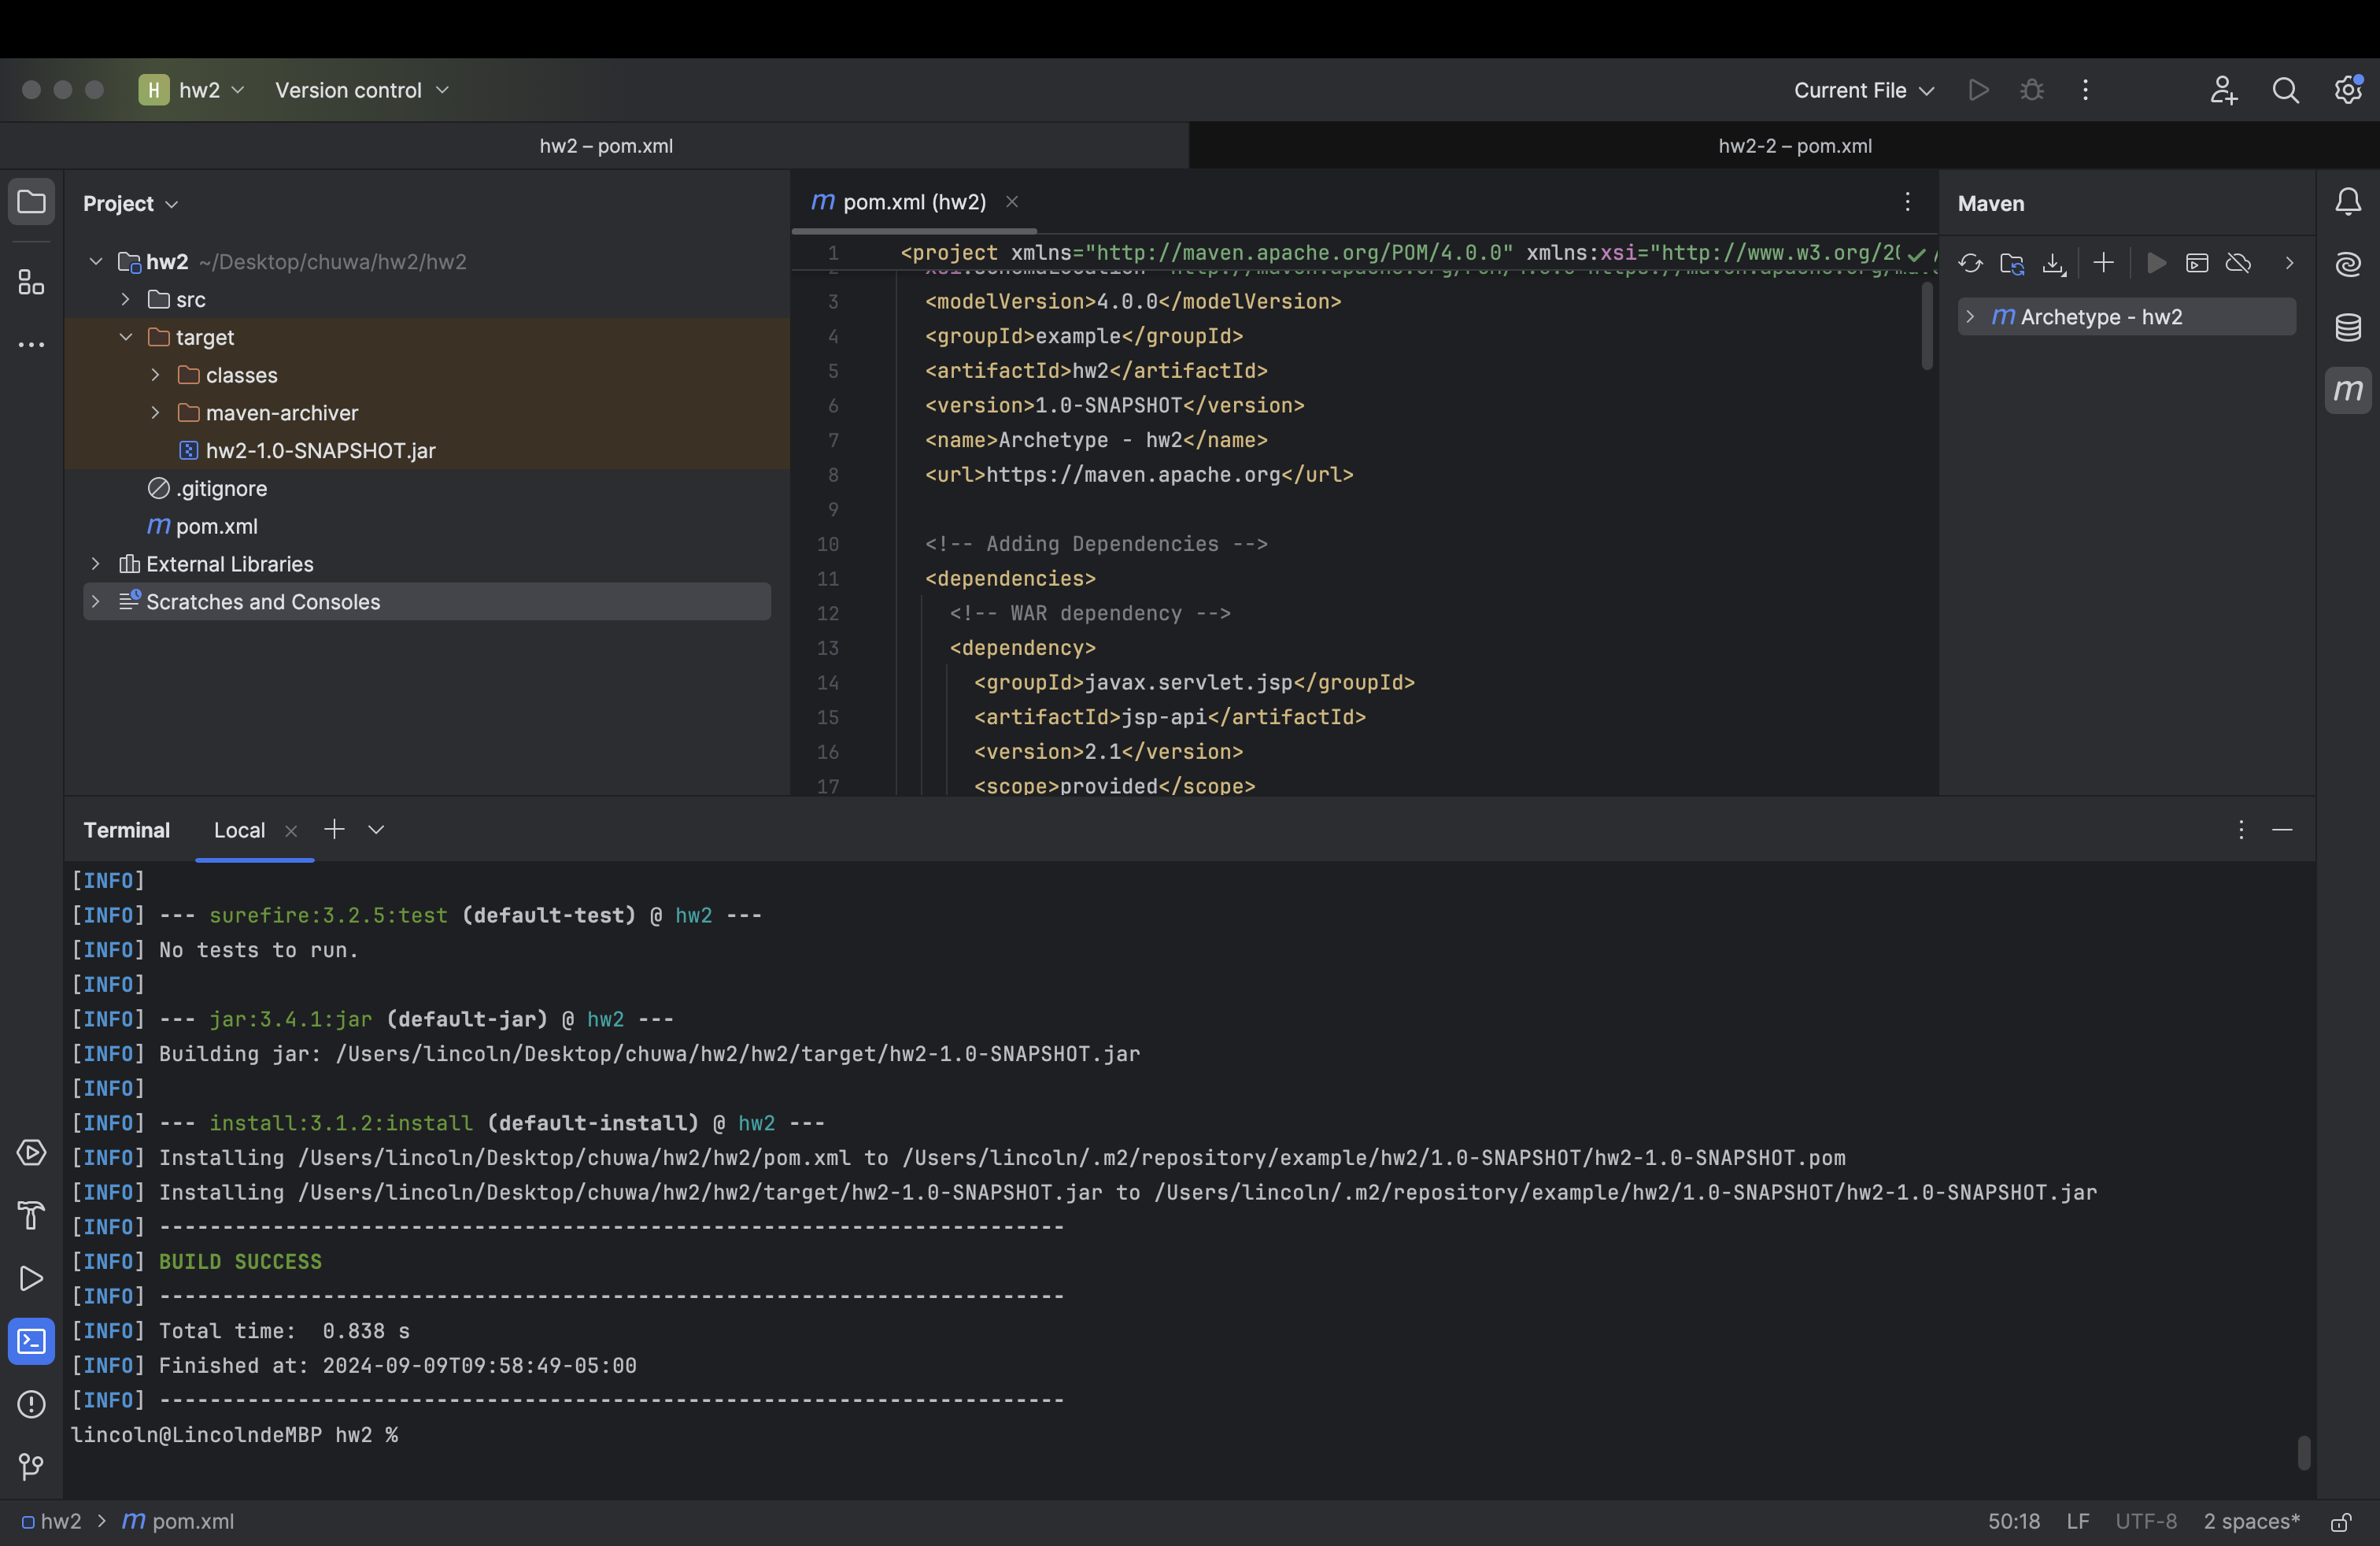 H hw2 Version control Current File
hw2 – pom.xml hw2-2 – pom.xml
Project
hw2 ~/Desktop/chuwa/hw2/hw2
src
target
classes
maven-archiver
hw2-1.0-SNAPSHOT.jar
.gitignore
m pom.xml
External Libraries
Scratches and Consoles
m pom.xml (hw2)
1 <project xmlns="http://maven.apache.org/POM/4.0.0" xmlns:xsi="http://www.w3.org/20
3 <modelVersion>4.0.0</modelVersion>
4 <groupId>example</groupId>
5 <artifactId>hw2</artifactId>
6 <version>1.0-SNAPSHOT</version>
7 <name>Archetype - hw2</name>
8 <url>https://maven.apache.org</url>
9
10 <!-- Adding Dependencies -->
11 <dependencies>
12 <!-- WAR dependency -->
13 <dependency>
14 <groupId>javax.servlet.jsp</groupId>
15 <artifactId>jsp-api</artifactId>
16 <version>2.1</version>
17 <scope>provided</scope>
Maven
m Archetype - hw2
m
Terminal Local
[INFO]
[INFO] --- surefire:3.2.5:test (default-test) @ hw2 ---
[INFO] No tests to run.
[INFO]
[INFO] --- jar:3.4.1:jar (default-jar) @ hw2 ---
[INFO] Building jar: /Users/lincoln/Desktop/chuwa/hw2/hw2/target/hw2-1.0-SNAPSHOT.jar
[INFO]
[INFO] --- install:3.1.2:install (default-install) @ hw2 ---
[INFO] Installing /Users/lincoln/Desktop/chuwa/hw2/hw2/pom.xml to /Users/lincoln/.m2/repository/example/hw2/1.0-SNAPSHOT/hw2-1.0-SNAPSHOT.pom
[INFO] Installing /Users/lincoln/Desktop/chuwa/hw2/hw2/target/hw2-1.0-SNAPSHOT.jar to /Users/lincoln/.m2/repository/example/hw2/1.0-SNAPSHOT/hw2-1.0-SNAPSHOT.jar
[INFO] ------------------------------------------------------------------------
[INFO] BUILD SUCCESS
[INFO] ------------------------------------------------------------------------
[INFO] Total time:  0.838 s
[INFO] Finished at: 2024-09-09T09:58:49-05:00
[INFO] ------------------------------------------------------------------------
lincoln@LincolndeMBP hw2 %
hw2 > m pom.xml 50:18 LF UTF-8 2 spaces*